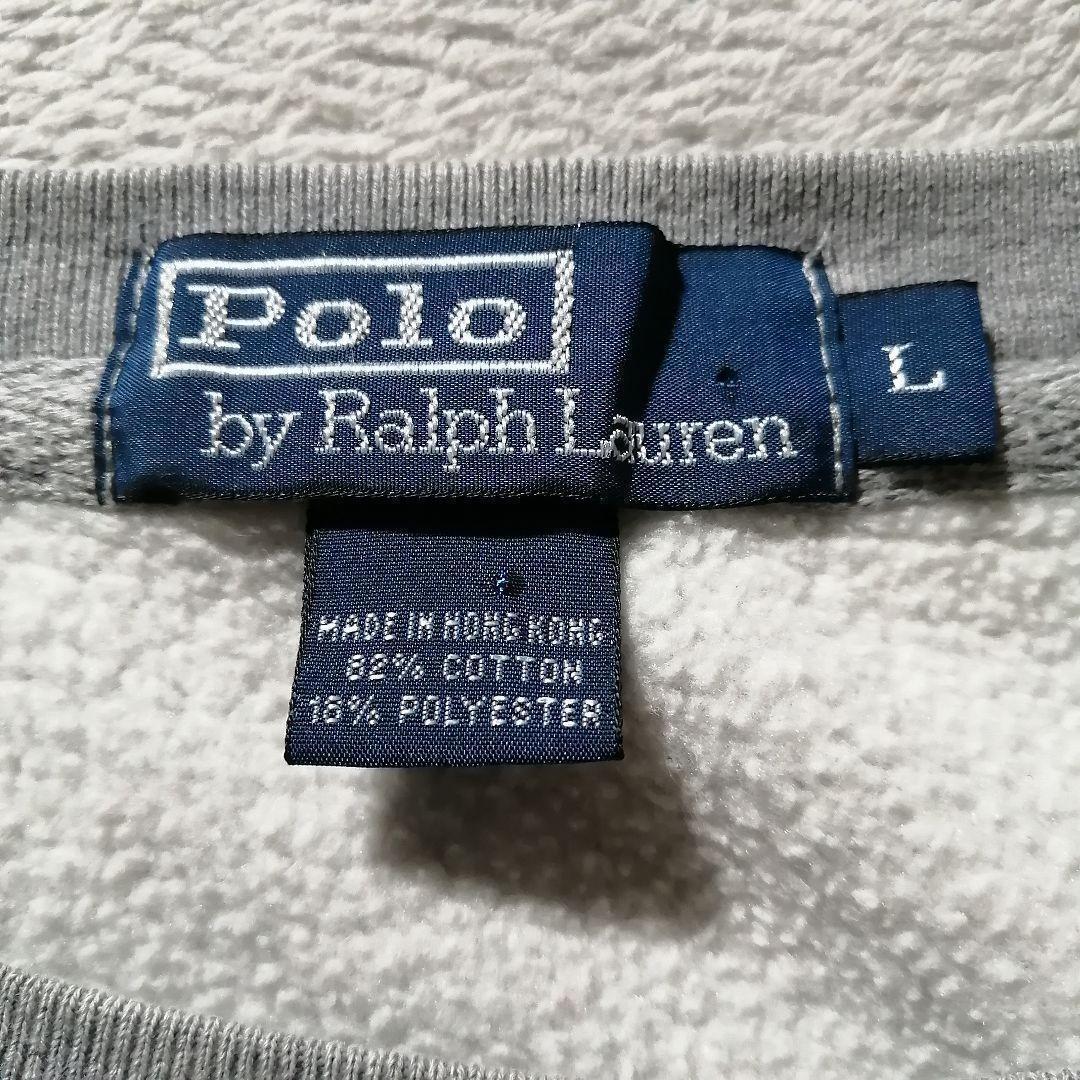 Polo
by Ralph Lauren
L
MADE IN HONG KONG
82% COTTON
18% POLYESTER